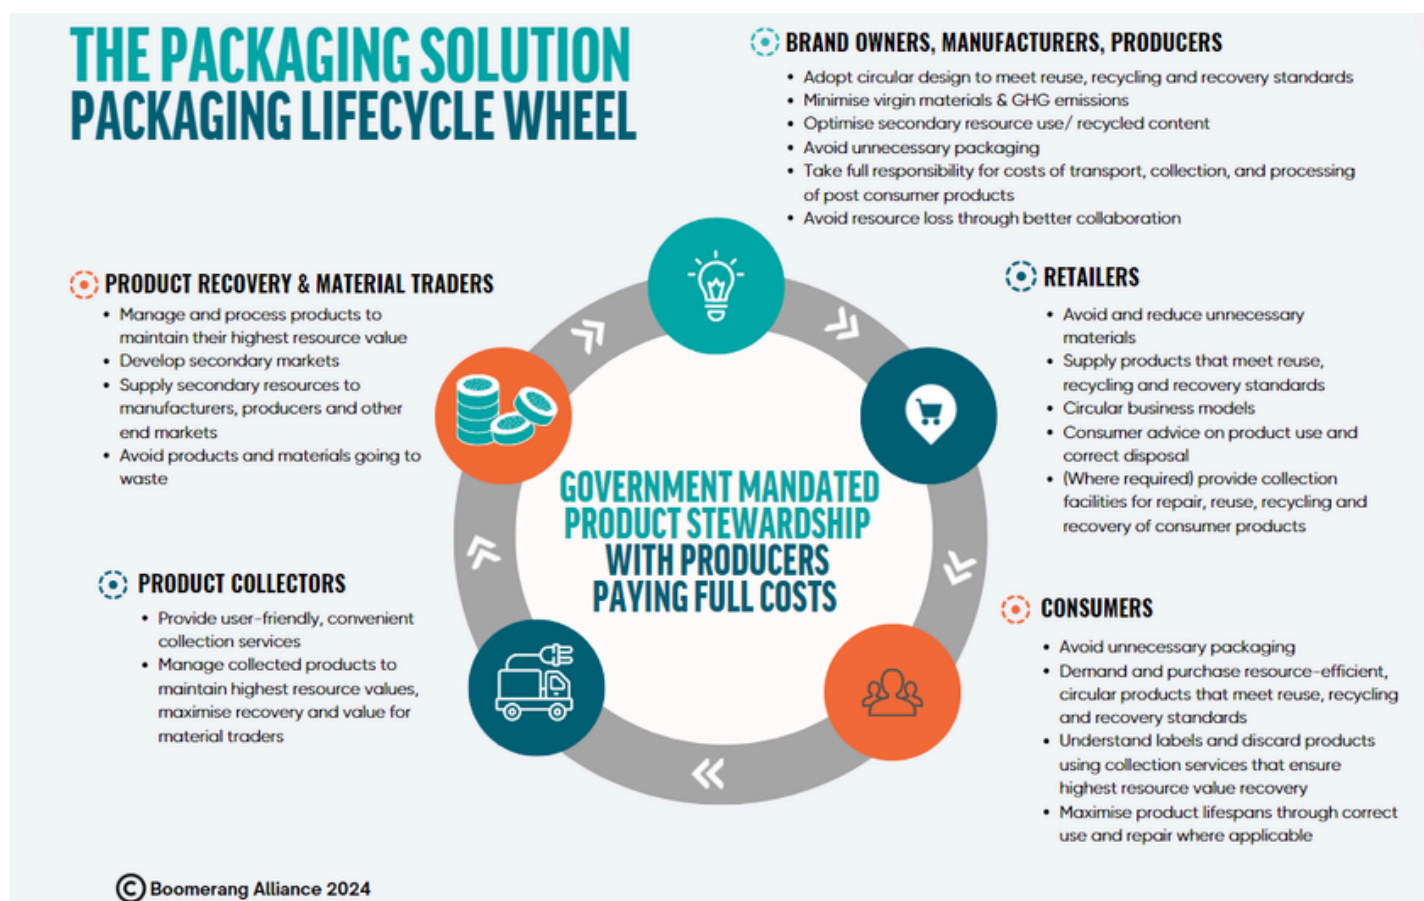 THE PACKAGING SOLUTION
PACKAGING LIFECYCLE WHEEL
BRAND OWNERS, MANUFACTURERS, PRODUCERS
• Adopt circular design to meet reuse, recycling and recovery standards
• Minimise virgin materials & GHG emissions
• Optimise secondary resource use/ recycled content
• Avoid unnecessary packaging
• Take full responsibility for costs of transport, collection, and processing
of post consumer products
• Avoid resource loss through better collaboration
RETAILERS
• Avoid and reduce unnecessary
materials
• Supply products that meet reuse,
recycling and recovery standards
• Circular business models
• Consumer advice on product use and
correct disposal
• (Where required) provide collection
facilities for repair, reuse, recycling and
recovery of consumer products
CONSUMERS
• Avoid unnecessary packaging
• Demand and purchase resource-efficient,
circular products that meet reuse, recycling
and recovery standards
• Understand labels and discard products
using collection services that ensure
highest resource value recovery
• Maximise product lifespans through correct
use and repair where applicable
PRODUCT COLLECTORS
• Provide user-friendly, convenient
collection services
• Manage collected products to
maintain highest resource values,
maximise recovery and value for
material traders
PRODUCT RECOVERY & MATERIAL TRADERS
• Manage and process products to
maintain their highest resource value
• Develop secondary markets
• Supply secondary resources to
manufacturers, producers and other
end markets
• Avoid products and materials going to
waste
GOVERNMENT MANDATED
PRODUCT STEWARDSHIP
WITH PRODUCERS
PAYING FULL COSTS
© Boomerang Alliance 2024